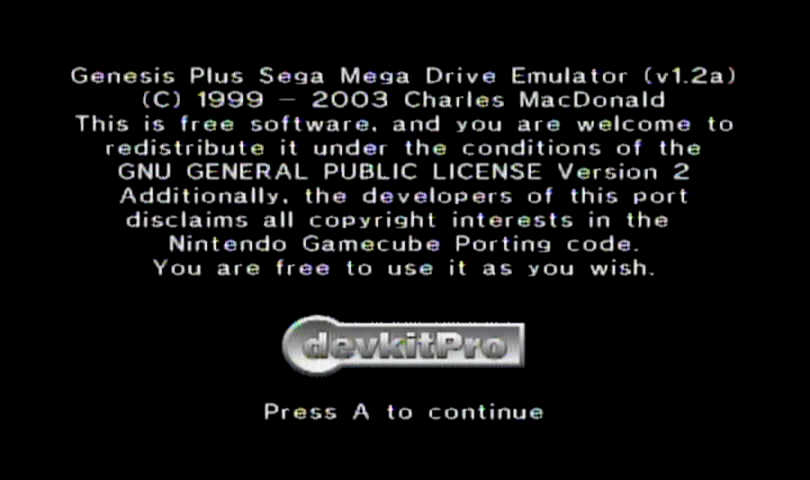 Genesis Plus Sega Mega Drive Emulator (v1.2a)
(C) 1999 - 2003 Charles MacDonald
This is free software, and you are welcome to
redistribute it under the conditions of the
GNU GENERAL PUBLIC LICENSE Version 2
Additionally, the developers of this port
disclaims all copyright interests in the
Nintendo Gamecube Porting code.
You are free to use it as you wish.
devkitPro
Press A to continue